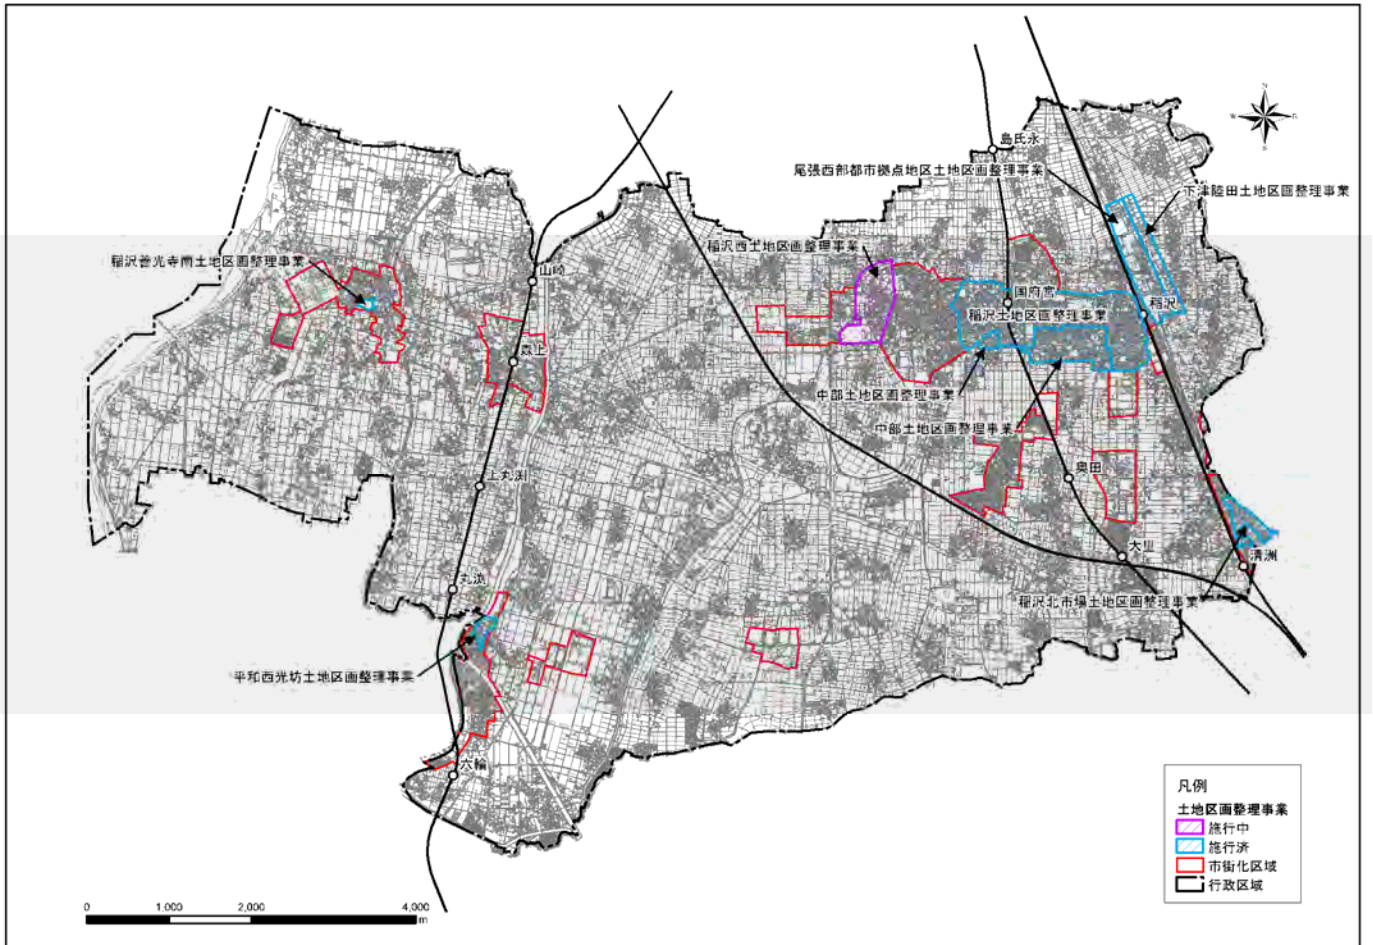 N
W
S
島氏永
尾張西部都市拠点地区土地区画整理事業
下津陸田土地区画整理事業
稲沢西土地区画整理事業
稲沢善光寺南土地区画整理事業
山崎
国府宮
稲沢
稲沢土地区画整理事業
森上
中部土地区画整理事業
中部土地区画整理事業
上丸渕
奥田
大里
清洲
丸渕
稲沢北市場土地区画整理事業
平和西光坊土地区画整理事業
六輪
凡例
土地区画整理事業
施行中
施行済
市街化区域
行政区域
0 1,000 2,000 4,000
m